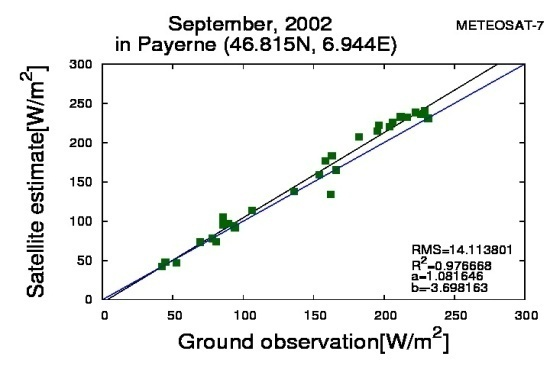 September, 2002
in Payerne (46.815N, 6.944E)
METEOSAT-7
Satellite estimate[W/m²]
300
250
200
150
100
50
0
RMS=14.113801
R²=0.976668
a=1.081646
b=-3.698163
0 50 100 150 200 250 300
Ground observation[W/m²]